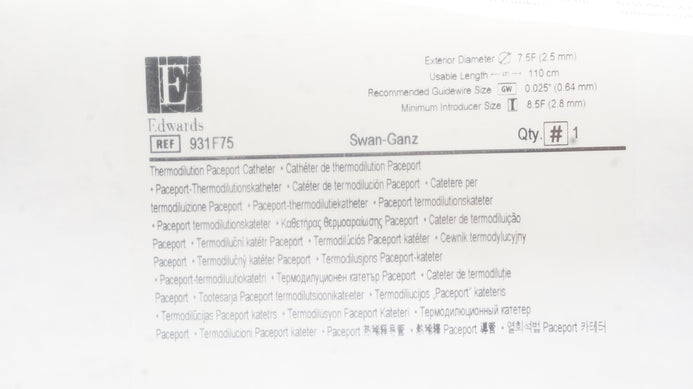 Exterior Diameter 7.5F (2.5 mm)
Usable Length 110 cm
Recommended Guidewire Size GW 0.025" (0.64 mm)
Minimum Introducer Size 8.5F (2.8 mm)
E
Edwards
REF 931F75 Swan-Ganz Qty. # 1
Thermodilution Paceport Catheter • Cathéter de thermodilution Paceport
• Paceport-Thermodilutionskatheter • Catéter de termodilución Paceport • Catetere per
termodiluizione Paceport • Paceport-thermodilutiekatheter • Paceport termodilutionskateter
• Paceport termodilutionskateter • Καθετήρας θερμοαραίωσης Paceport • Cateter de termodiluição
Paceport • Termodiluční katétr Paceport • Termodilúciós Paceport katéter • Cewnik termodylucyjny
Paceport • Termodilučný katéter Paceport • Termodilusjons Paceport-kateter
• Paceport-termodiluutiokatetri • Термодилуционен катетър Paceport • Cateter de termodiluție
Paceport • Tootesarja Paceport termodilutsioonikateeter • Termodiliucijos „Paceport" kateteris
• Termodilūcijas Paceport katetrs • Termodilusyon Paceport Kateteri • Термодилюционный катетер
Paceport • Termodilucioni Paceport kateter • Paceport 热稀释导管 • 熱稀釋 Paceport 導管 • 열희석법 Paceport 카테터